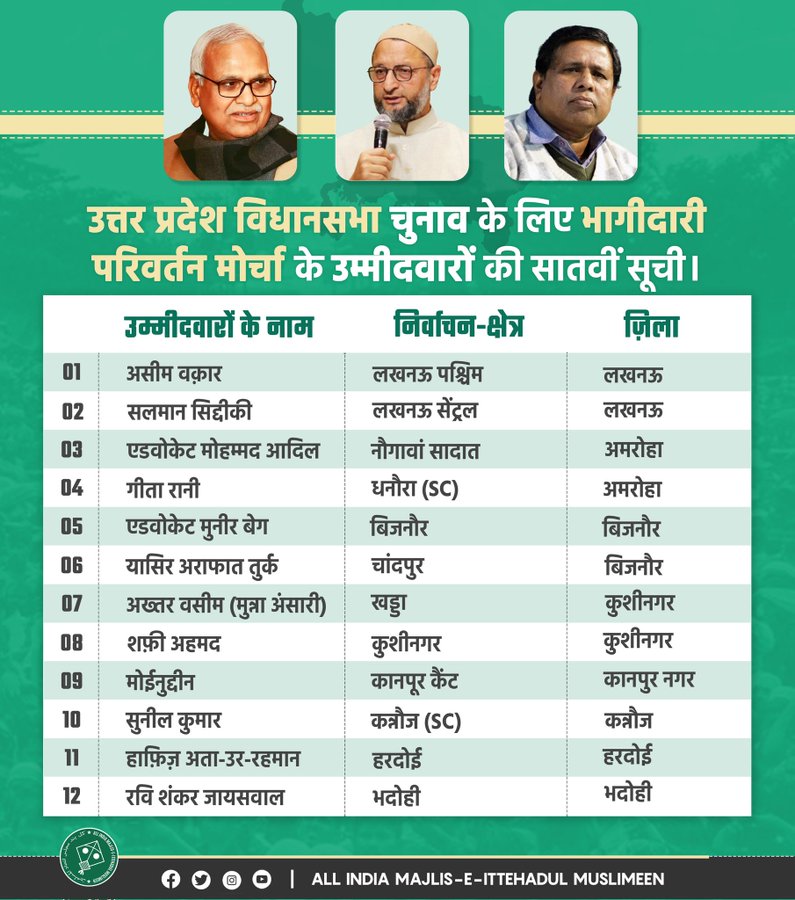 उत्तर प्रदेश विधानसभा चुनाव के लिए भागीदारी
परिवर्तन मोर्चा के उम्मीदवारों की सातवीं सूची।
उम्मीदवारों के नाम निर्वाचन-क्षेत्र ज़िला
01 असीम वक़ार लखनऊ पश्चिम लखनऊ
02 सलमान सिद्दीकी लखनऊ सेंट्रल लखनऊ
03 एडवोकेट मोहम्मद आदिल नौगावां सादात अमरोहा
04 गीता रानी धनौरा (SC) अमरोहा
05 एडवोकेट मुनीर बेग बिजनौर बिजनौर
06 यासिर अराफात तुर्क चांदपुर बिजनौर
07 अख्तर वसीम (मुन्ना अंसारी) खड्डा कुशीनगर
08 शफ़ी अहमद कुशीनगर कुशीनगर
09 मोईनुद्दीन कानपूर कैंट कानपुर नगर
10 सुनील कुमार कन्नौज (SC) कन्नौज
11 हाफ़िज़ अता-उर-रहमान हरदोई हरदोई
12 रवि शंकर जायसवाल भदोही भदोही
| ALL INDIA MAJLIS-E-ITTEHADUL MUSLIMEEN